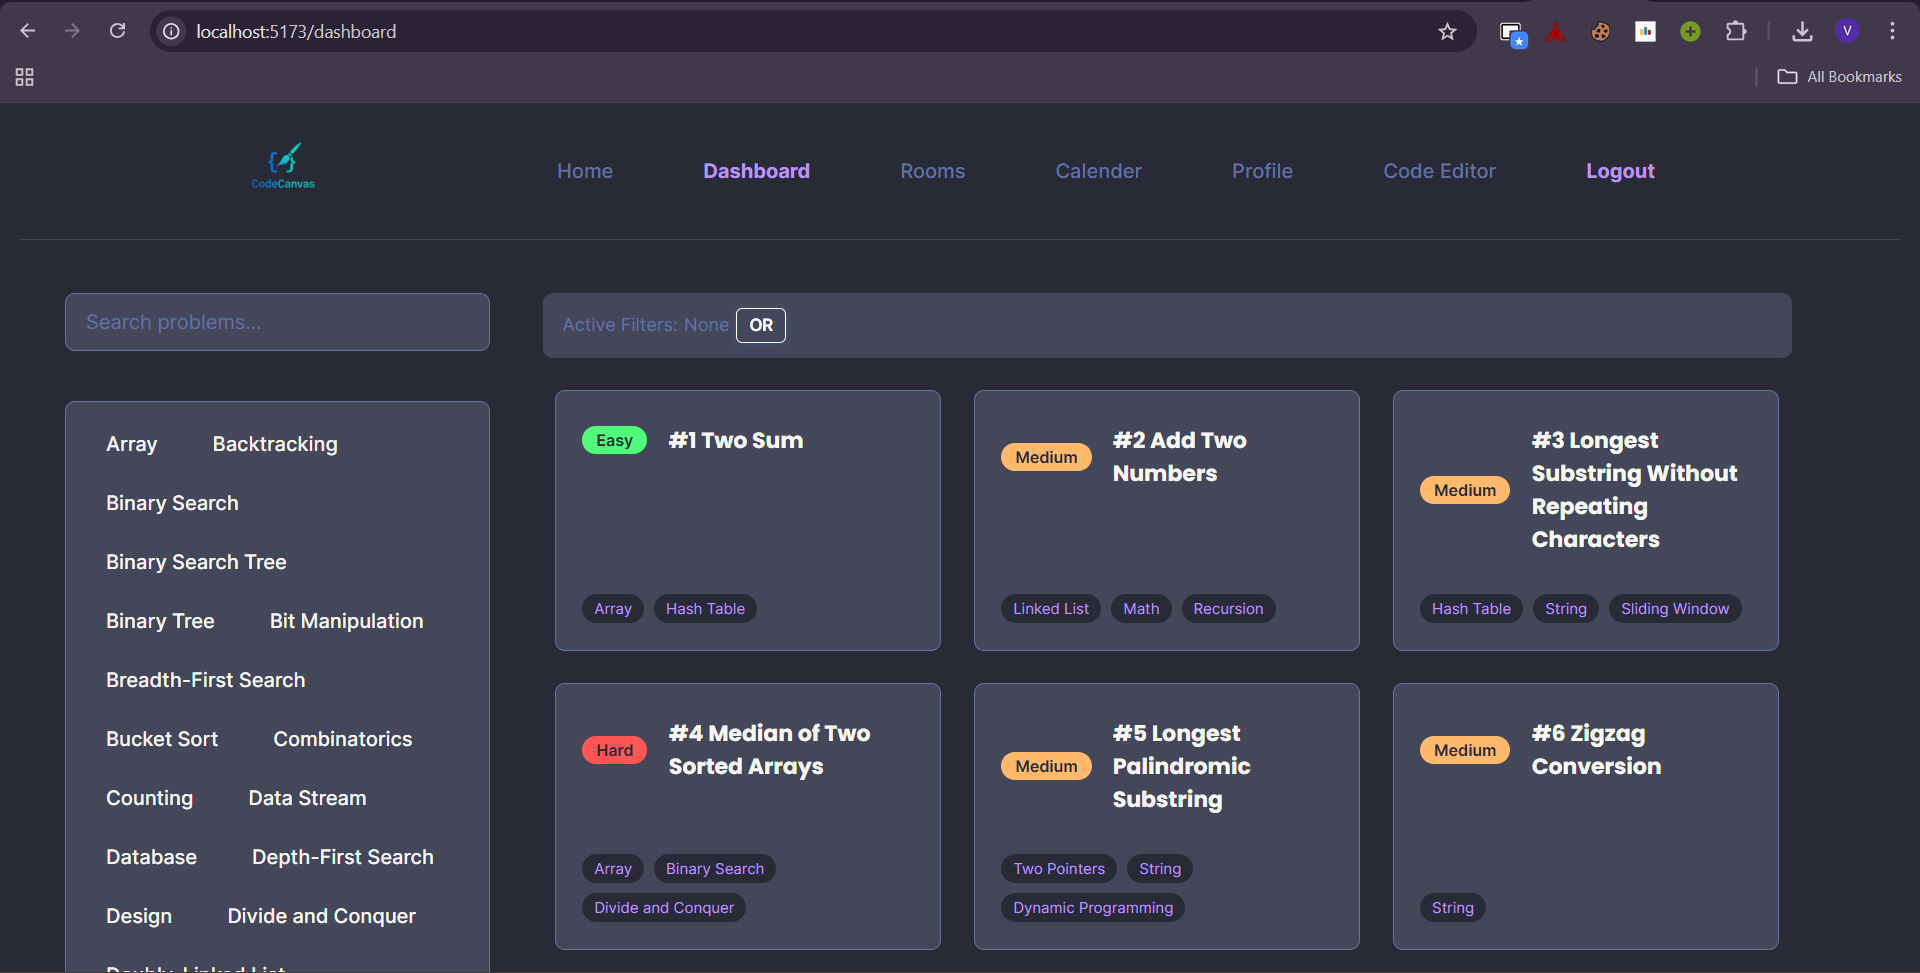 localhost:5173/dashboard
V
All Bookmarks
CodeCanvas
Home Dashboard Rooms Calender Profile Code Editor Logout
Search problems...
Active Filters: None OR
Array Backtracking
Binary Search
Binary Search Tree
Binary Tree Bit Manipulation
Breadth-First Search
Bucket Sort Combinatorics
Counting Data Stream
Database Depth-First Search
Design Divide and Conquer
Doubly-Linked List
Easy #1 Two Sum
Array Hash Table
Medium #2 Add Two
Numbers
Linked List Math Recursion
Medium #3 Longest
Substring Without
Repeating
Characters
Hash Table String Sliding Window
Hard #4 Median of Two
Sorted Arrays
Array Binary Search
Divide and Conquer
Medium #5 Longest
Palindromic
Substring
Two Pointers String
Dynamic Programming
Medium #6 Zigzag
Conversion
String